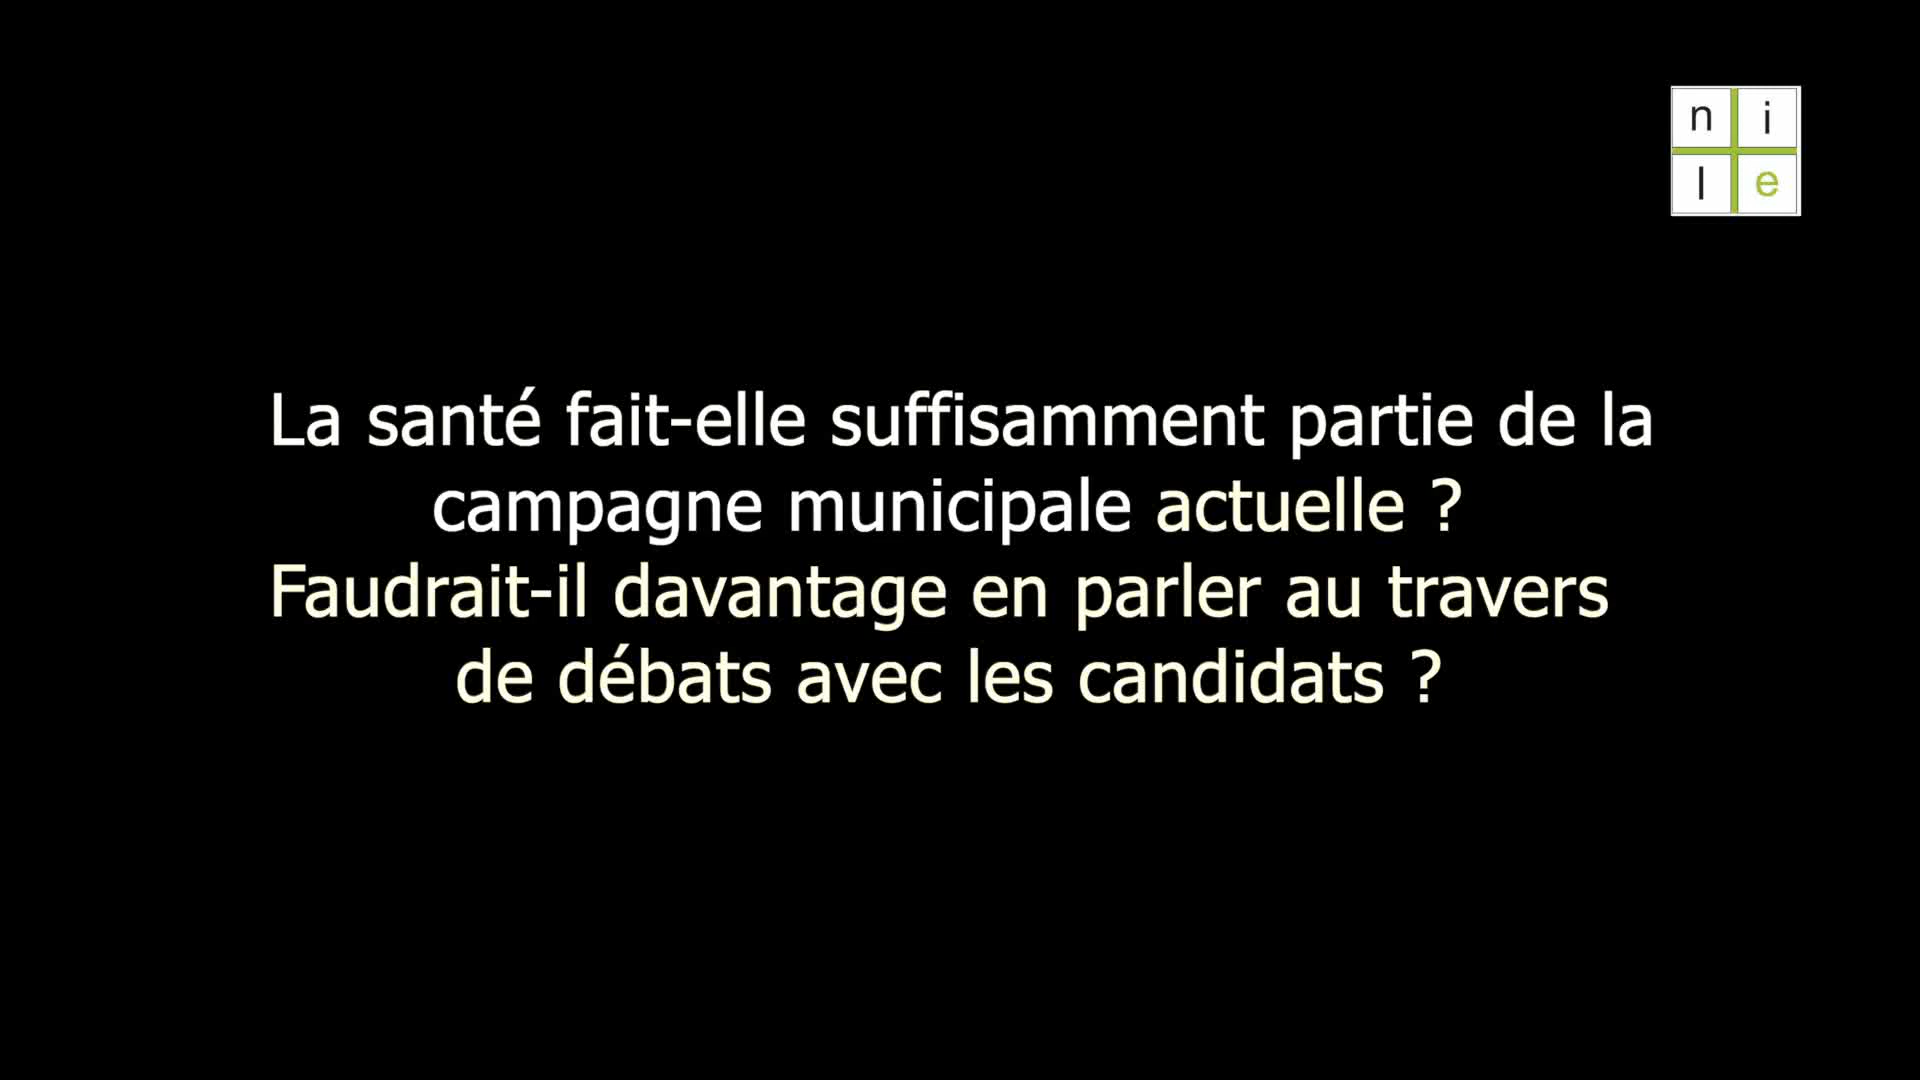 n i
l e
La santé fait-elle suffisamment partie de la
campagne municipale actuelle ?
Faudrait-il davantage en parler au travers
de débats avec les candidats ?